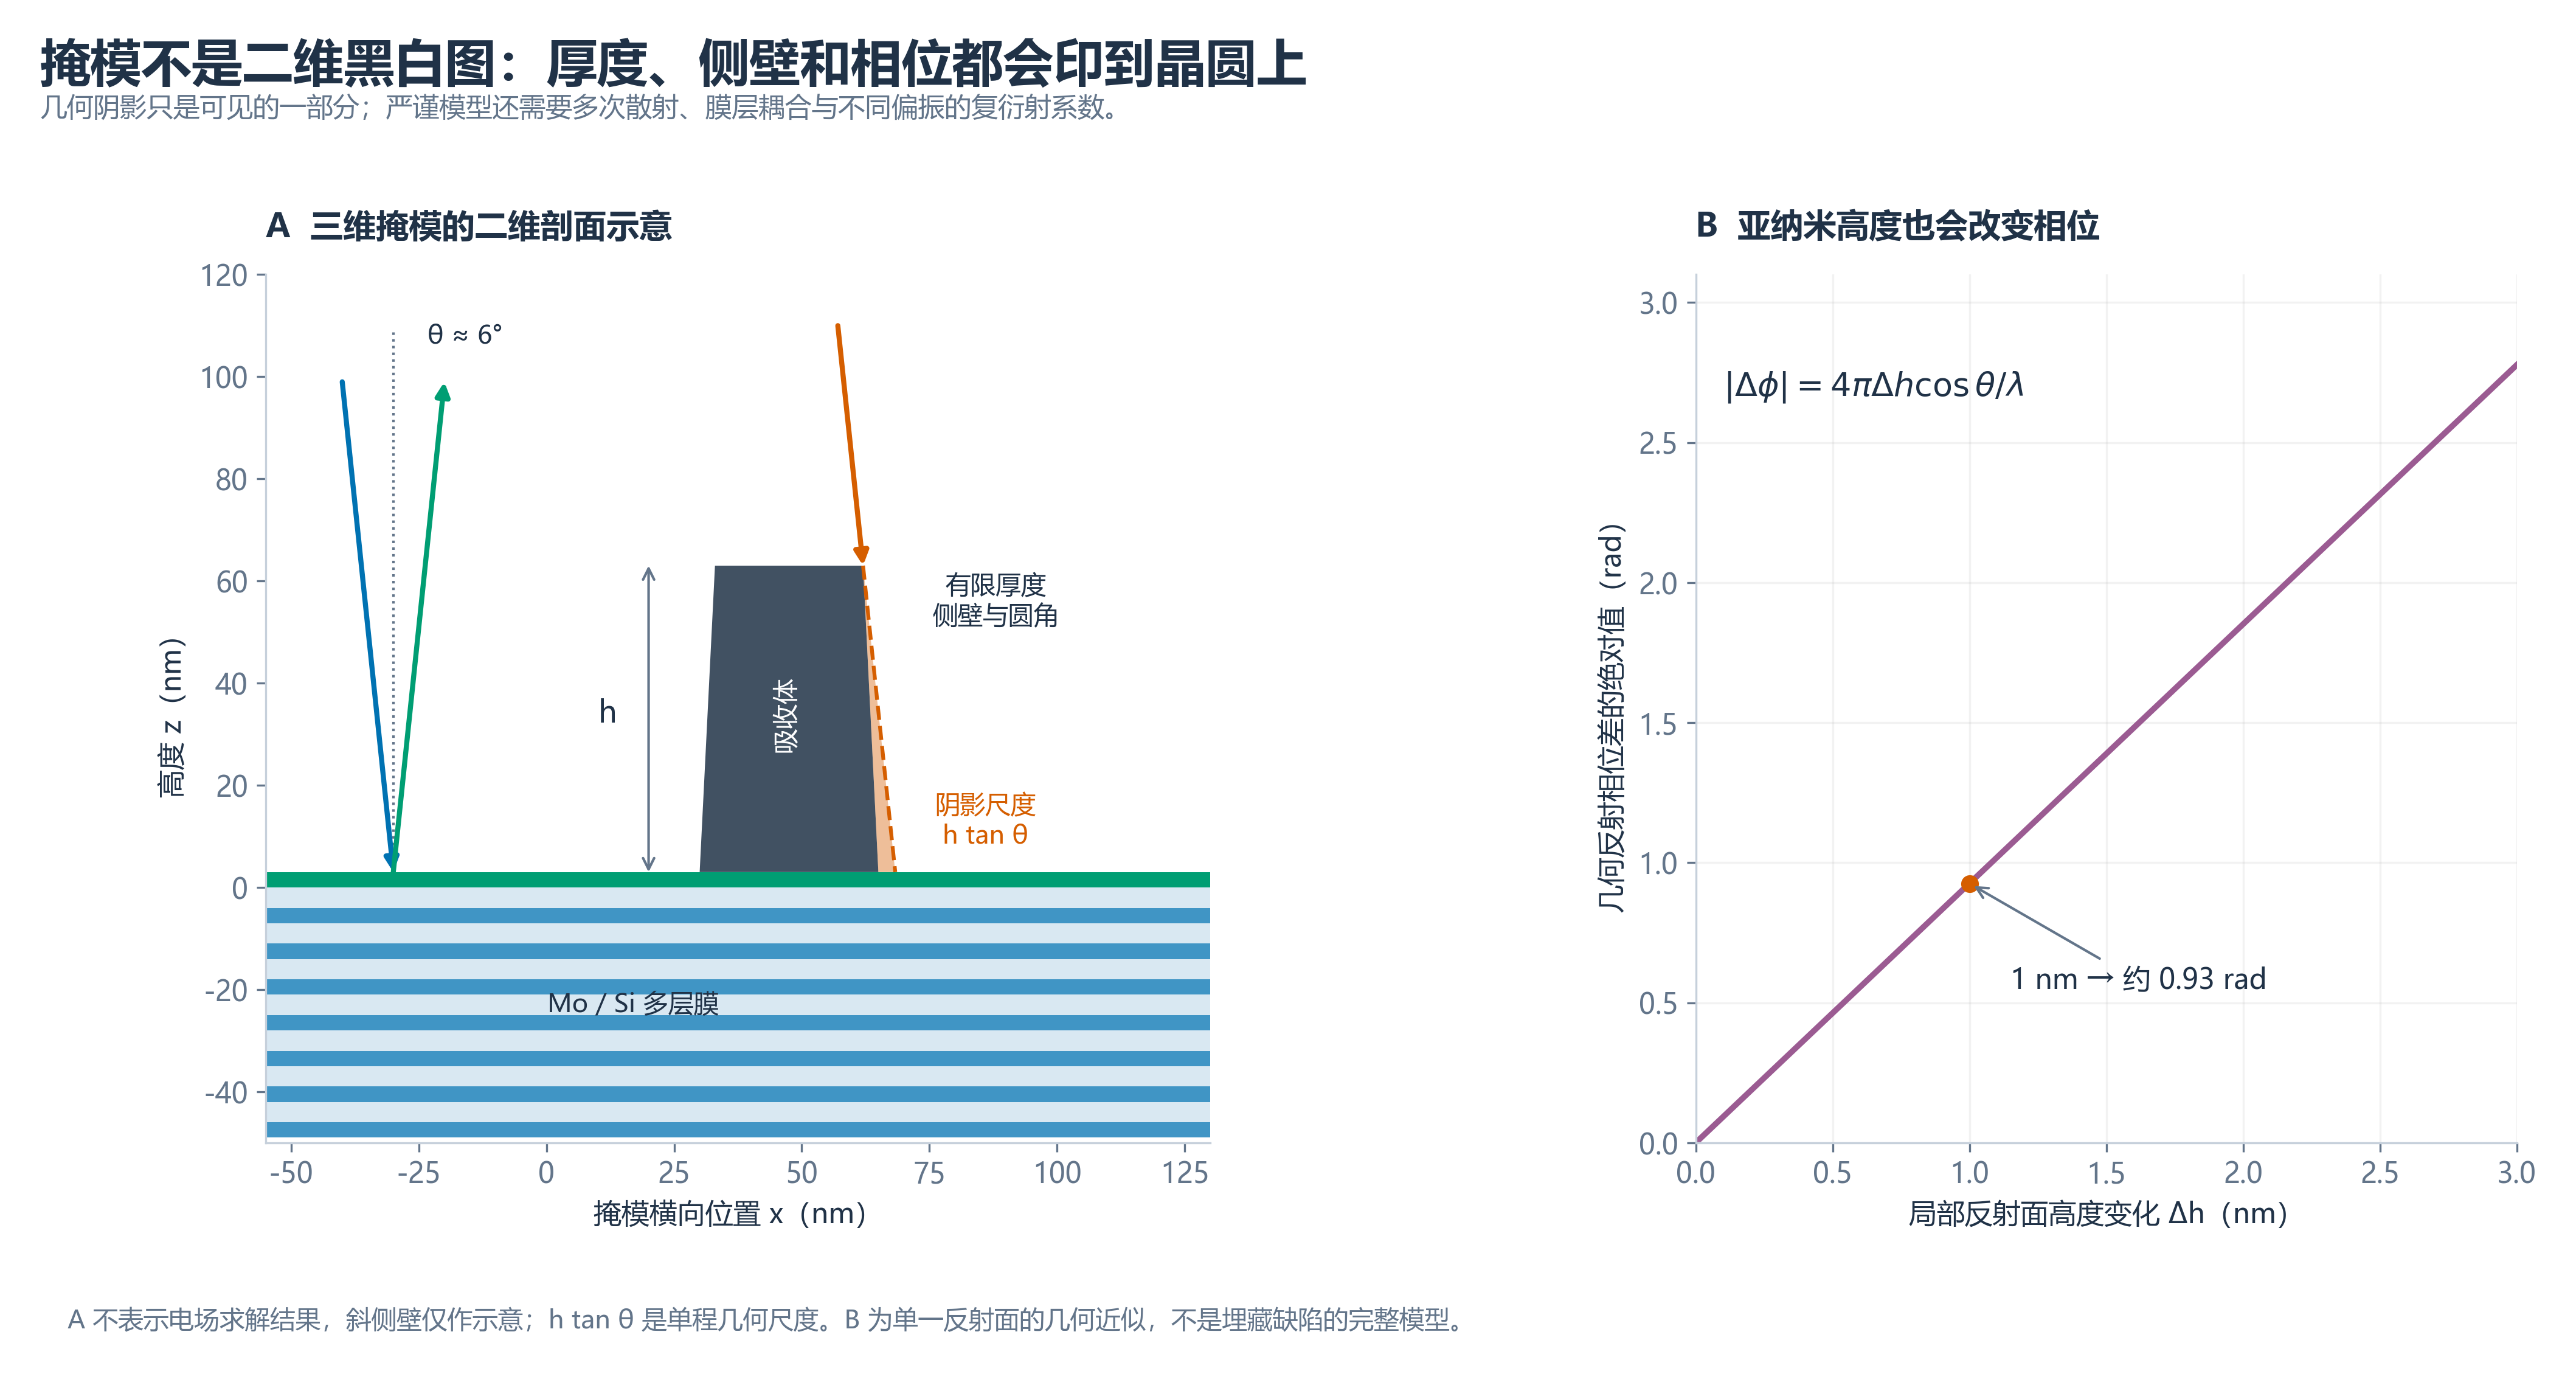 掩模不是二维黑白图：厚度、侧壁和相位都会印到晶圆上
几何阴影只是可见的一部分；严谨模型还需要多次散射、膜层耦合与不同偏振的复衍射系数。
A 三维掩模的二维剖面示意
120
100
80
60
40
20
0
-20
-40
高度 z（nm）
θ ≈ 6°
h
吸收体
有限厚度
侧壁与圆角
阴影尺度
h tan θ
Mo / Si 多层膜
-50 -25 0 25 50 75 100 125
掩模横向位置 x（nm）
B 亚纳米高度也会改变相位
3.0
2.5
2.0
1.5
1.0
0.5
0.0
几何反射相位差的绝对值（rad）
|Δϕ| = 4πΔhcos θ/λ
1 nm → 约 0.93 rad
0.0 0.5 1.0 1.5 2.0 2.5 3.0
局部反射面高度变化 Δh（nm）
A 不表示电场求解结果，斜侧壁仅作示意；h tan θ 是单程几何尺度。B 为单一反射面的几何近似，不是埋藏缺陷的完整模型。